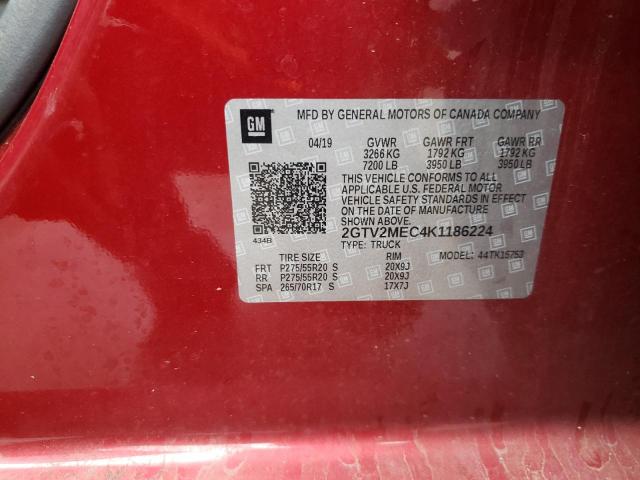 GM
MFD BY GENERAL MOTORS OF CANADA COMPANY
04/19 GVWR GAWR FRT GAWR RR
3266 KG 1792 KG 1792 KG
7200 LB 3950 LB 3950 LB
THIS VEHICLE CONFORMS TO ALL
APPLICABLE U.S. FEDERAL MOTOR
VEHICLE SAFETY STANDARDS IN EFFECT
ON THE DATE OF MANUFACTURE
SHOWN ABOVE.
2GTV2MEC4K1186224
434B TYPE: TRUCK
TIRE SIZE RIM MODEL: 44TK15753
FRT P275/55R20 S 20X9J
RR P275/55R20 S 20X9J
SPA 265/70R17 S 17X7J